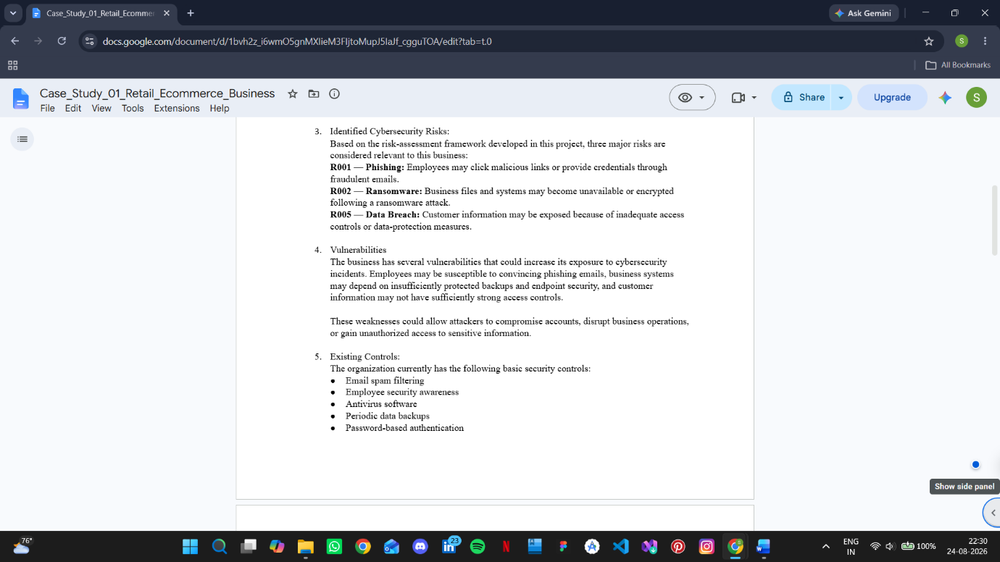 Case_Study_01_Retail_Ecommer
Ask Gemini
docs.google.com/document/d/1bvh2z_i6wmO5gnMXlieM3FIjtoMupJ5IaJf_cgguTOA/edit?tab=t.0
S
All Bookmarks
Case_Study_01_Retail_Ecommerce_Business
File Edit View Tools Extensions Help
Share
Upgrade
S
3. Identified Cybersecurity Risks:
Based on the risk-assessment framework developed in this project, three major risks are
considered relevant to this business:
R001 — Phishing: Employees may click malicious links or provide credentials through
fraudulent emails.
R002 — Ransomware: Business files and systems may become unavailable or encrypted
following a ransomware attack.
R005 — Data Breach: Customer information may be exposed because of inadequate access
controls or data-protection measures.
4. Vulnerabilities
The business has several vulnerabilities that could increase its exposure to cybersecurity
incidents. Employees may be susceptible to convincing phishing emails, business systems
may depend on insufficiently protected backups and endpoint security, and customer
information may not have sufficiently strong access controls.
These weaknesses could allow attackers to compromise accounts, disrupt business operations,
or gain unauthorized access to sensitive information.
5. Existing Controls:
The organization currently has the following basic security controls:
● Email spam filtering
● Employee security awareness
● Antivirus software
● Periodic data backups
● Password-based authentication
Show side panel
76°
23
ENG
IN
100%
22:30
24-08-2026